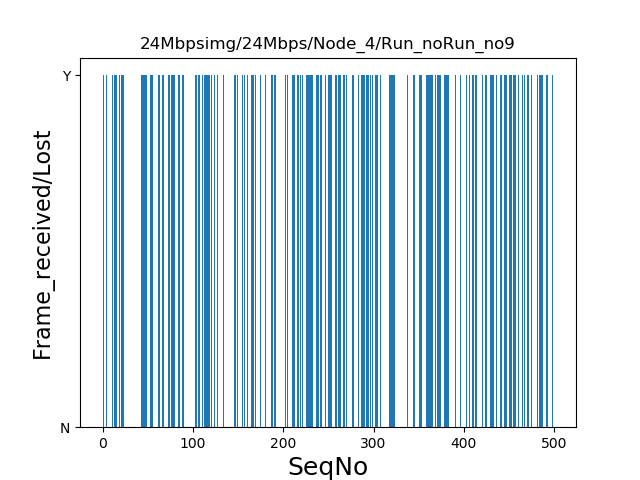 24Mbpsimg/24Mbps/Node_4/Run_noRun_no9
Y
Frame_received/Lost
N
0 100 200 300 400 500
SeqNo